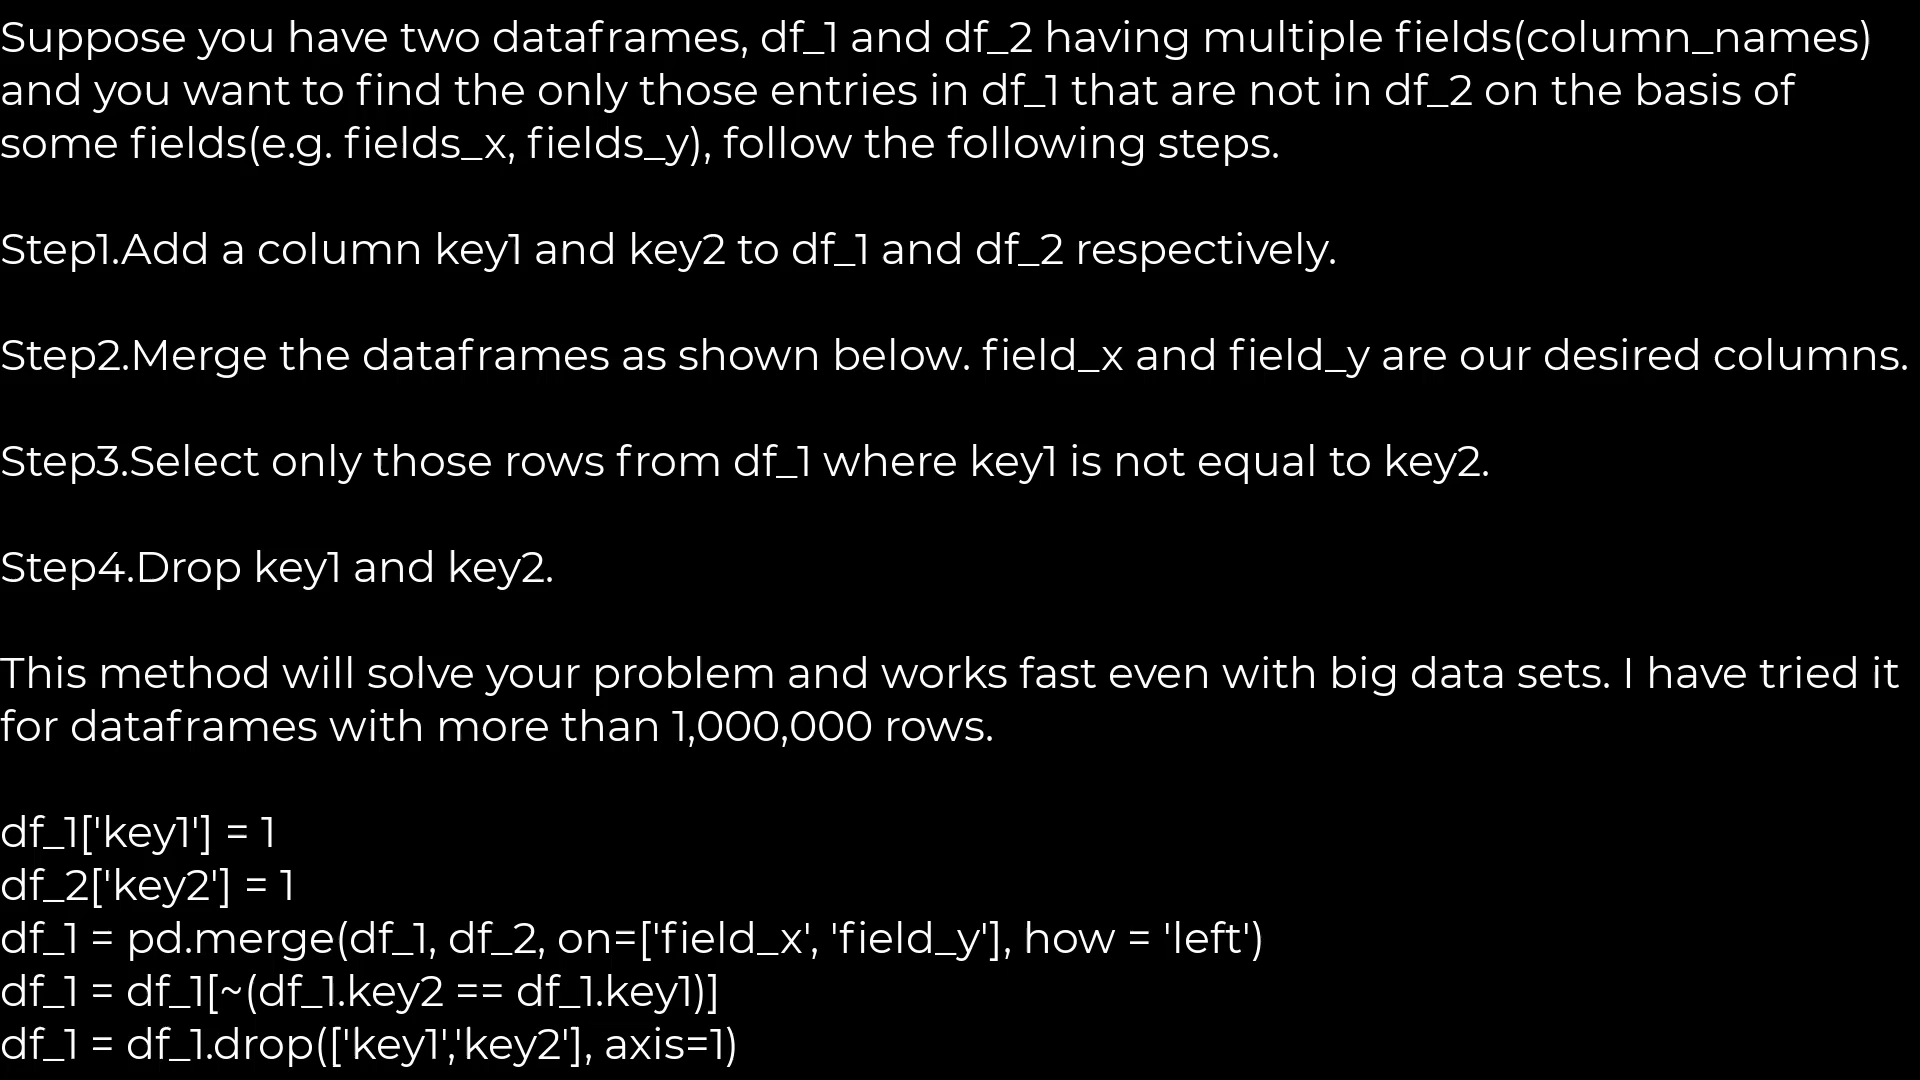 Suppose you have two dataframes, df_1 and df_2 having multiple fields(column_names)
and you want to find the only those entries in df_1 that are not in df_2 on the basis of
some fields(e.g. fields_x, fields_y), follow the following steps.
Step1.Add a column key1 and key2 to df_1 and df_2 respectively.
Step2.Merge the dataframes as shown below. field_x and field_y are our desired columns.
Step3.Select only those rows from df_1 where key1 is not equal to key2.
Step4.Drop key1 and key2.
This method will solve your problem and works fast even with big data sets. I have tried it
for dataframes with more than 1,000,000 rows.
df_1['key1'] = 1
df_2['key2'] = 1
df_1 = pd.merge(df_1, df_2, on=['field_x', 'field_y'], how = 'left')
df_1 = df_1[~(df_1.key2 == df_1.key1)]
df_1 = df_1.drop(['key1','key2'], axis=1)